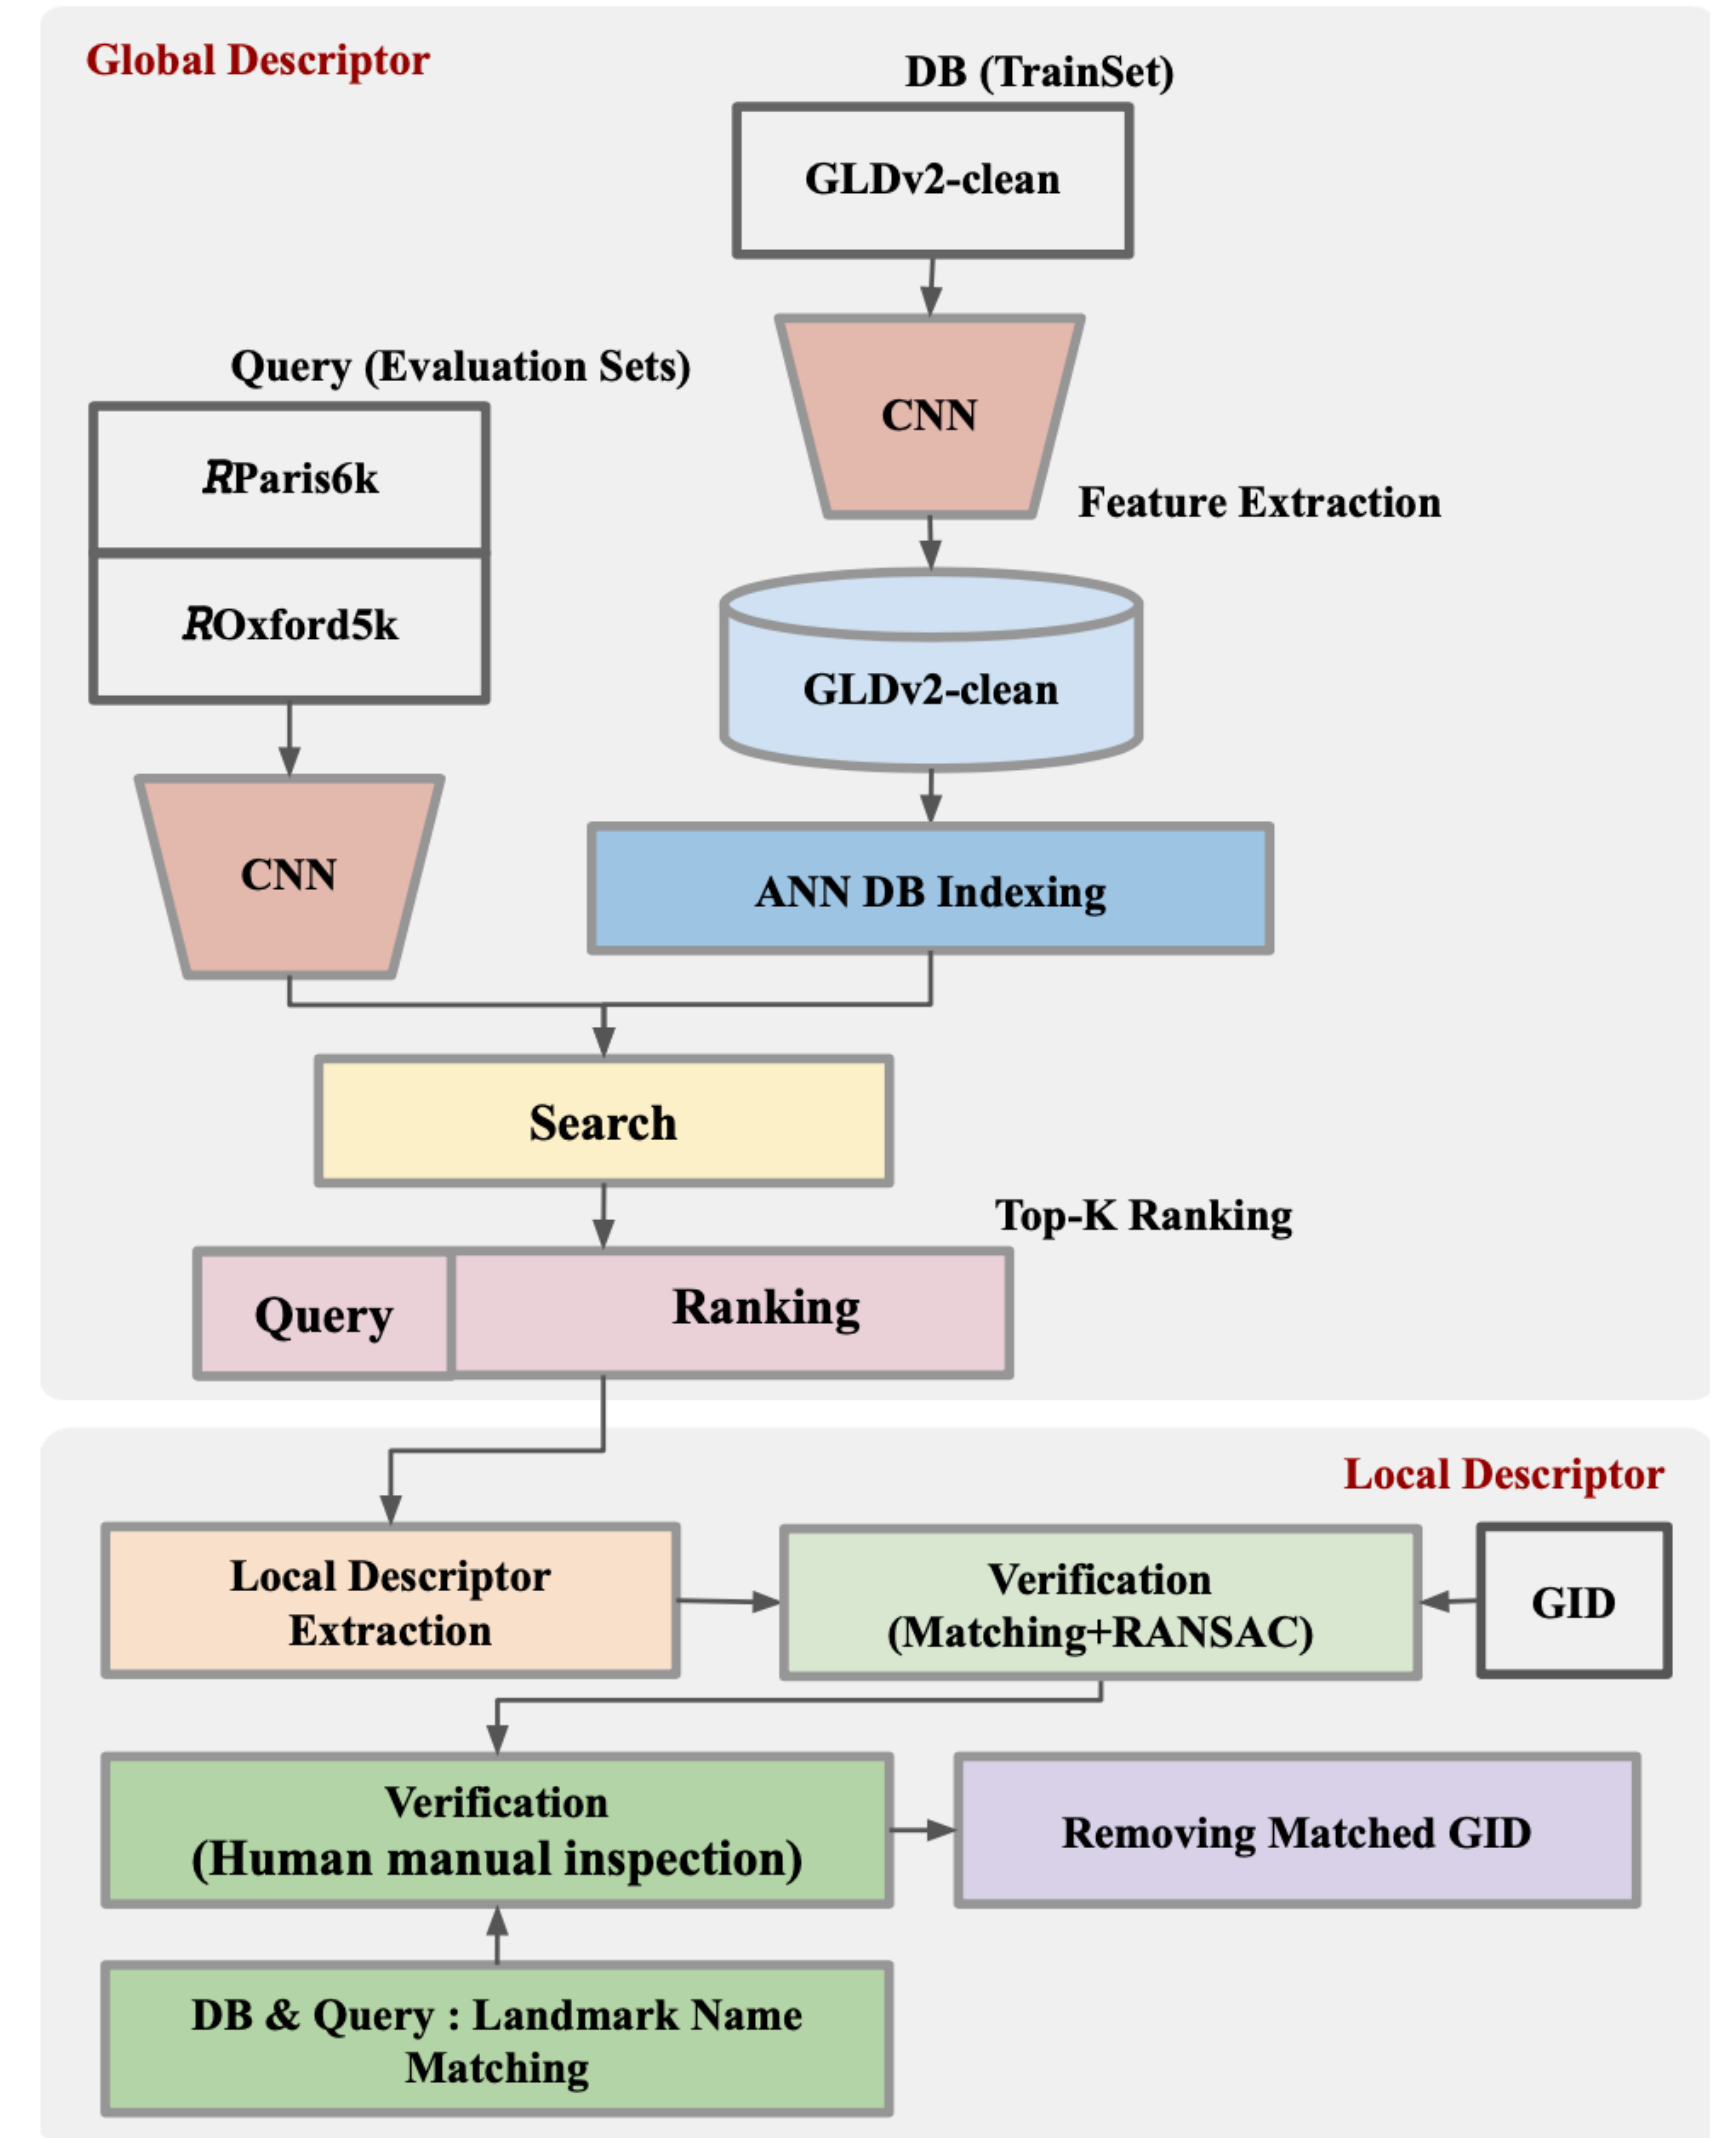 Global Descriptor
DB (TrainSet)
GLDv2-clean
Query (Evaluation Sets)
CNN
RParis6k
Feature Extraction
ROxford5k
GLDv2-clean
CNN
ANN DB Indexing
Search
Top-K Ranking
Query
Ranking
Local Descriptor
Local Descriptor
Extraction
Verification
(Matching+RANSAC)
GID
Verification
(Human manual inspection)
Removing Matched GID
DB & Query : Landmark Name
Matching